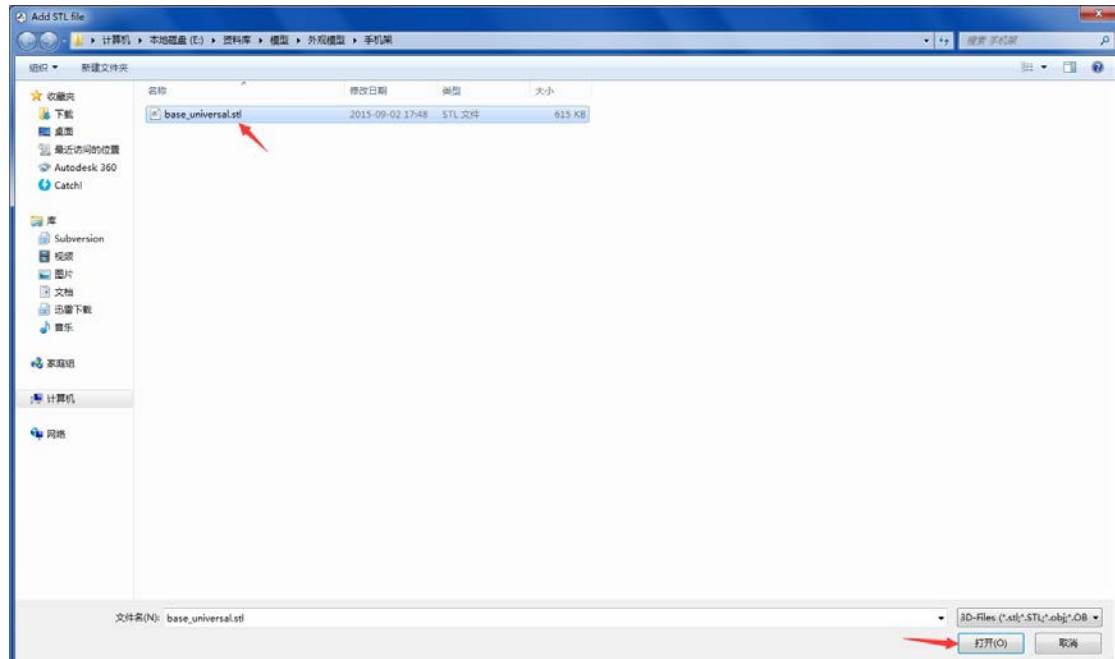 Add STL file
计算机 ▸ 本地磁盘 (E:) ▸ 资料库 ▸ 模型 ▸ 外观模型 ▸ 手机架
搜索 手机架
组织 新建文件夹
名称 修改日期 类型 大小
base_universal.stl 2015-09-02 17:48 STL 文件 615 KB
收藏夹
下载
桌面
最近访问的位置
Autodesk 360
Catch!
库
Subversion
视频
图片
文档
迅雷下载
音乐
家庭组
计算机
网络
文件名(N): base_universal.stl
3D-Files (*.stl;*.STL;*.obj;*.OB
打开(O) 取消